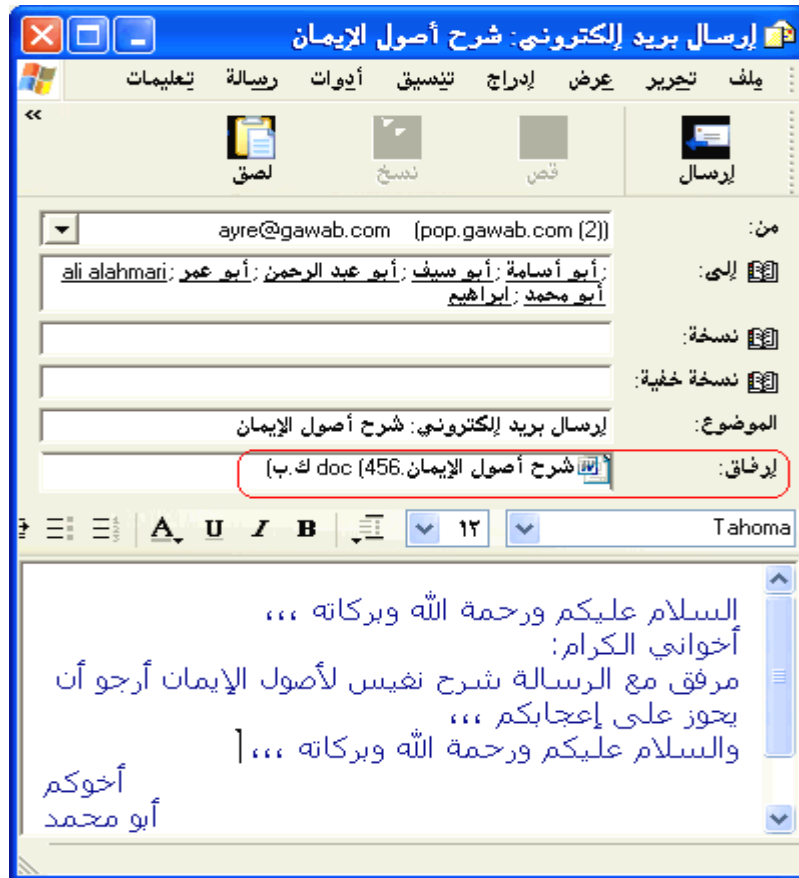 إرسال بريد إلكتروني: شرح أصول الإيمان
ملف تحرير عرض إدراج تنسيق أدوات رسالة تعليمات
»
إرسال قص نسخ لصق
من: ayre@gawab.com (pop.gawab.com (2))
إلى: ; أبو أسامة ; أبو سيف ; أبو عبد الرحمن ; أبو عمر ; ali alahmari
أبو محمد ; ابراهيم
نسخة:
نسخة خفية:
الموضوع: إرسال بريد إلكتروني: شرح أصول الإيمان
إرفاق: شرح أصول الإيمان.doc (456 ك.ب)
Tahoma ١٢ B I U A
السلام عليكم ورحمة الله وبركاته ،،،
أخواني الكرام:
مرفق مع الرسالة شرح نفيس لأصول الإيمان أرجو أن
يحوز على إعجابكم ،،،
والسلام عليكم ورحمة الله وبركاته ،،،
أخوكم
أبو محمد